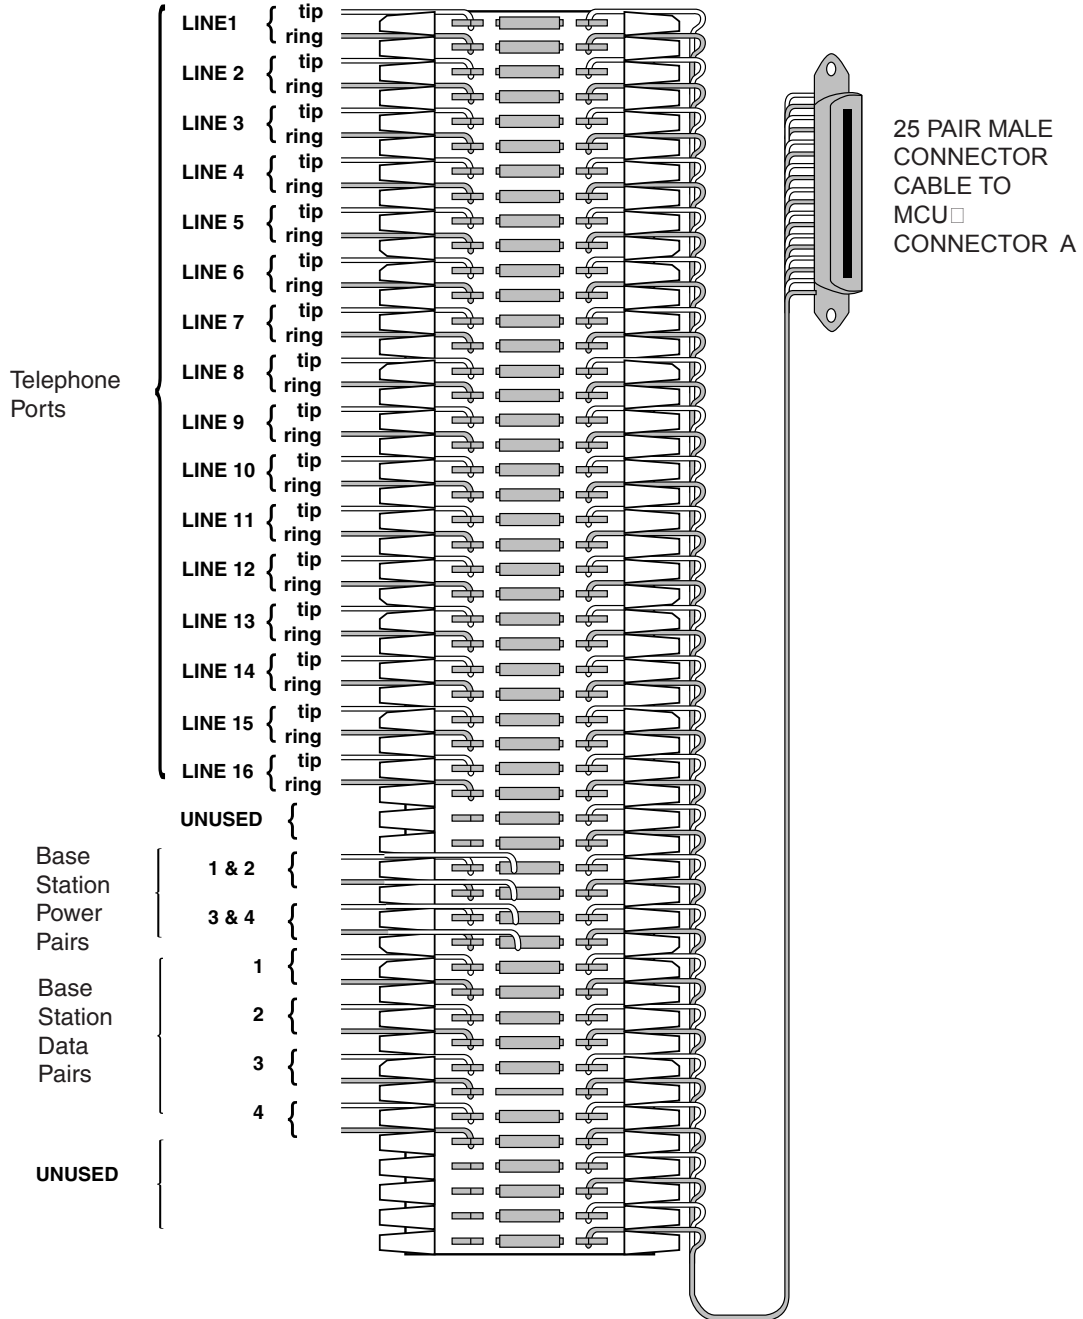 LINE1 { tip
ring
LINE 2 { tip
ring
LINE 3 { tip
ring
LINE 4 { tip
ring
LINE 5 { tip
ring
LINE 6 { tip
ring
LINE 7 { tip
ring
LINE 8 { tip
ring
LINE 9 { tip
ring
LINE 10 { tip
ring
LINE 11 { tip
ring
LINE 12 { tip
ring
LINE 13 { tip
ring
LINE 14 { tip
ring
LINE 15 { tip
ring
LINE 16 { tip
ring
Telephone
Ports
UNUSED {
Base
Station
Power
Pairs
1 & 2 {
3 & 4 {
Base
Station
Data
Pairs
1 {
2 {
3 {
4 {
UNUSED
25 PAIR MALE
CONNECTOR
CABLE TO
MCU□
CONNECTOR A